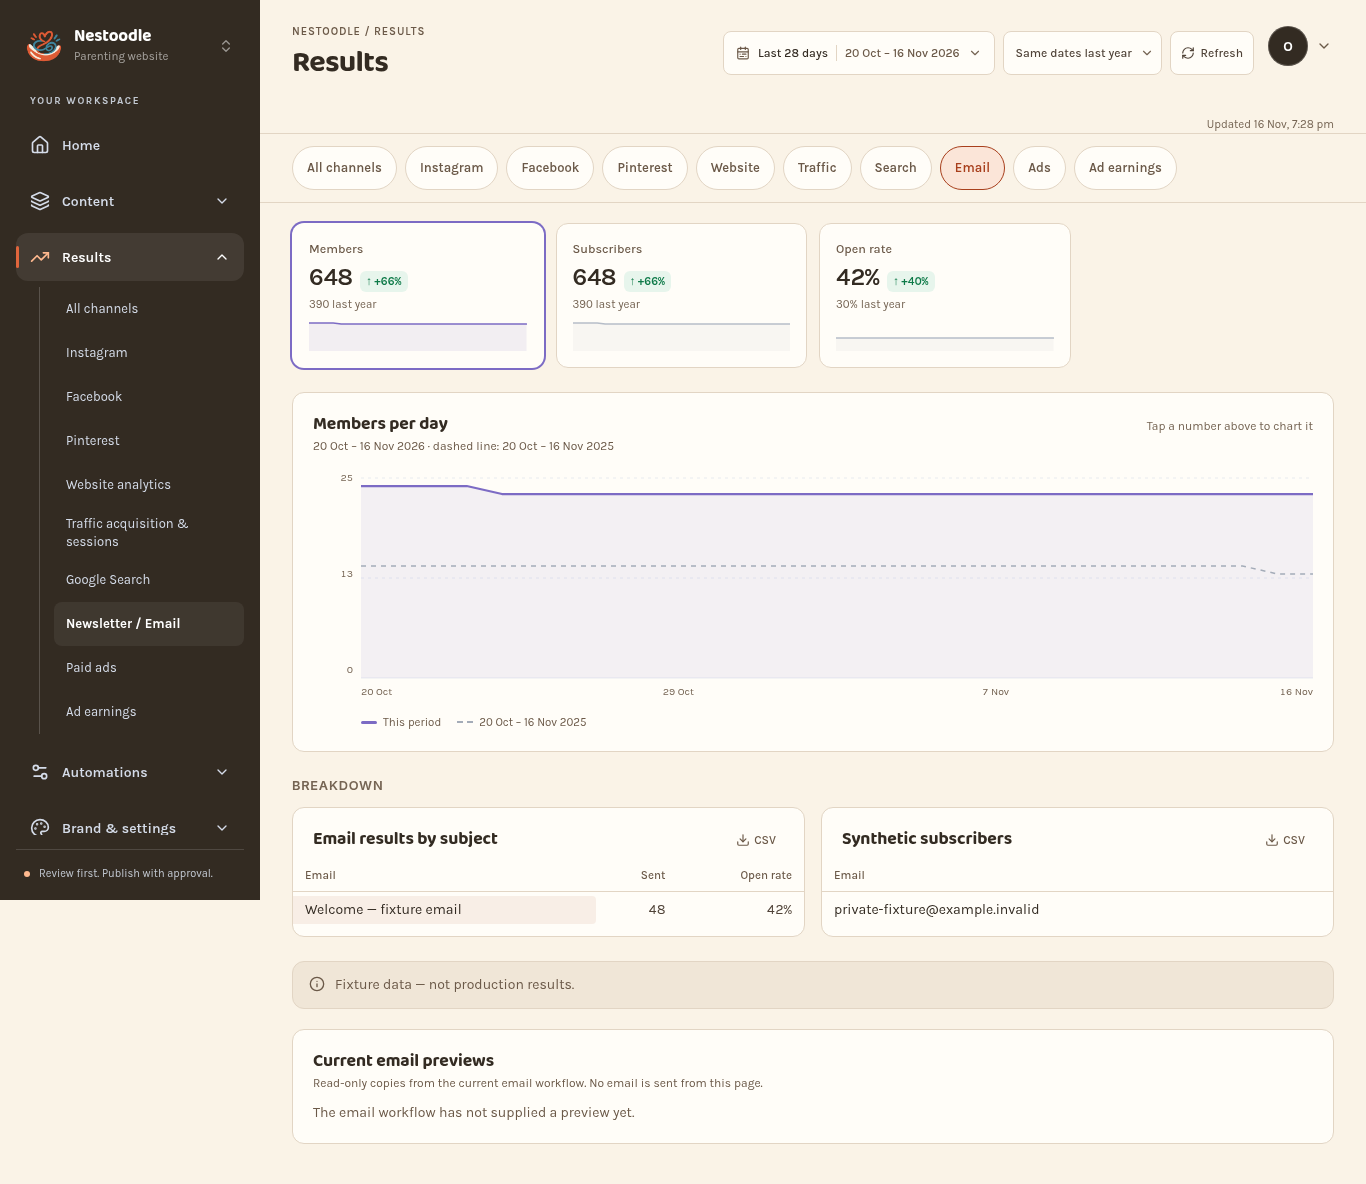 Nestoodle
Parenting website
YOUR WORKSPACE
Home
Content
Results
All channels
Instagram
Facebook
Pinterest
Website analytics
Traffic acquisition &
sessions
Google Search
Newsletter / Email
Paid ads
Ad earnings
Automations
Brand & settings
Review first. Publish with approval.
NESTOODLE / RESULTS
Results
Last 28 days 20 Oct – 16 Nov 2026
Same dates last year
Refresh
O
Updated 16 Nov, 7:28 pm
All channels Instagram Facebook Pinterest Website Traffic Search Email Ads Ad earnings
Members
648 ↑ +66%
390 last year
Subscribers
648 ↑ +66%
390 last year
Open rate
42% ↑ +40%
30% last year
Members per day
20 Oct – 16 Nov 2026 · dashed line: 20 Oct – 16 Nov 2025
Tap a number above to chart it
25
13
0
20 Oct 29 Oct 7 Nov 16 Nov
This period 20 Oct – 16 Nov 2025
BREAKDOWN
Email results by subject CSV
Email Sent Open rate
Welcome — fixture email 48 42%
Synthetic subscribers CSV
Email
private-fixture@example.invalid
Fixture data — not production results.
Current email previews
Read-only copies from the current email workflow. No email is sent from this page.
The email workflow has not supplied a preview yet.